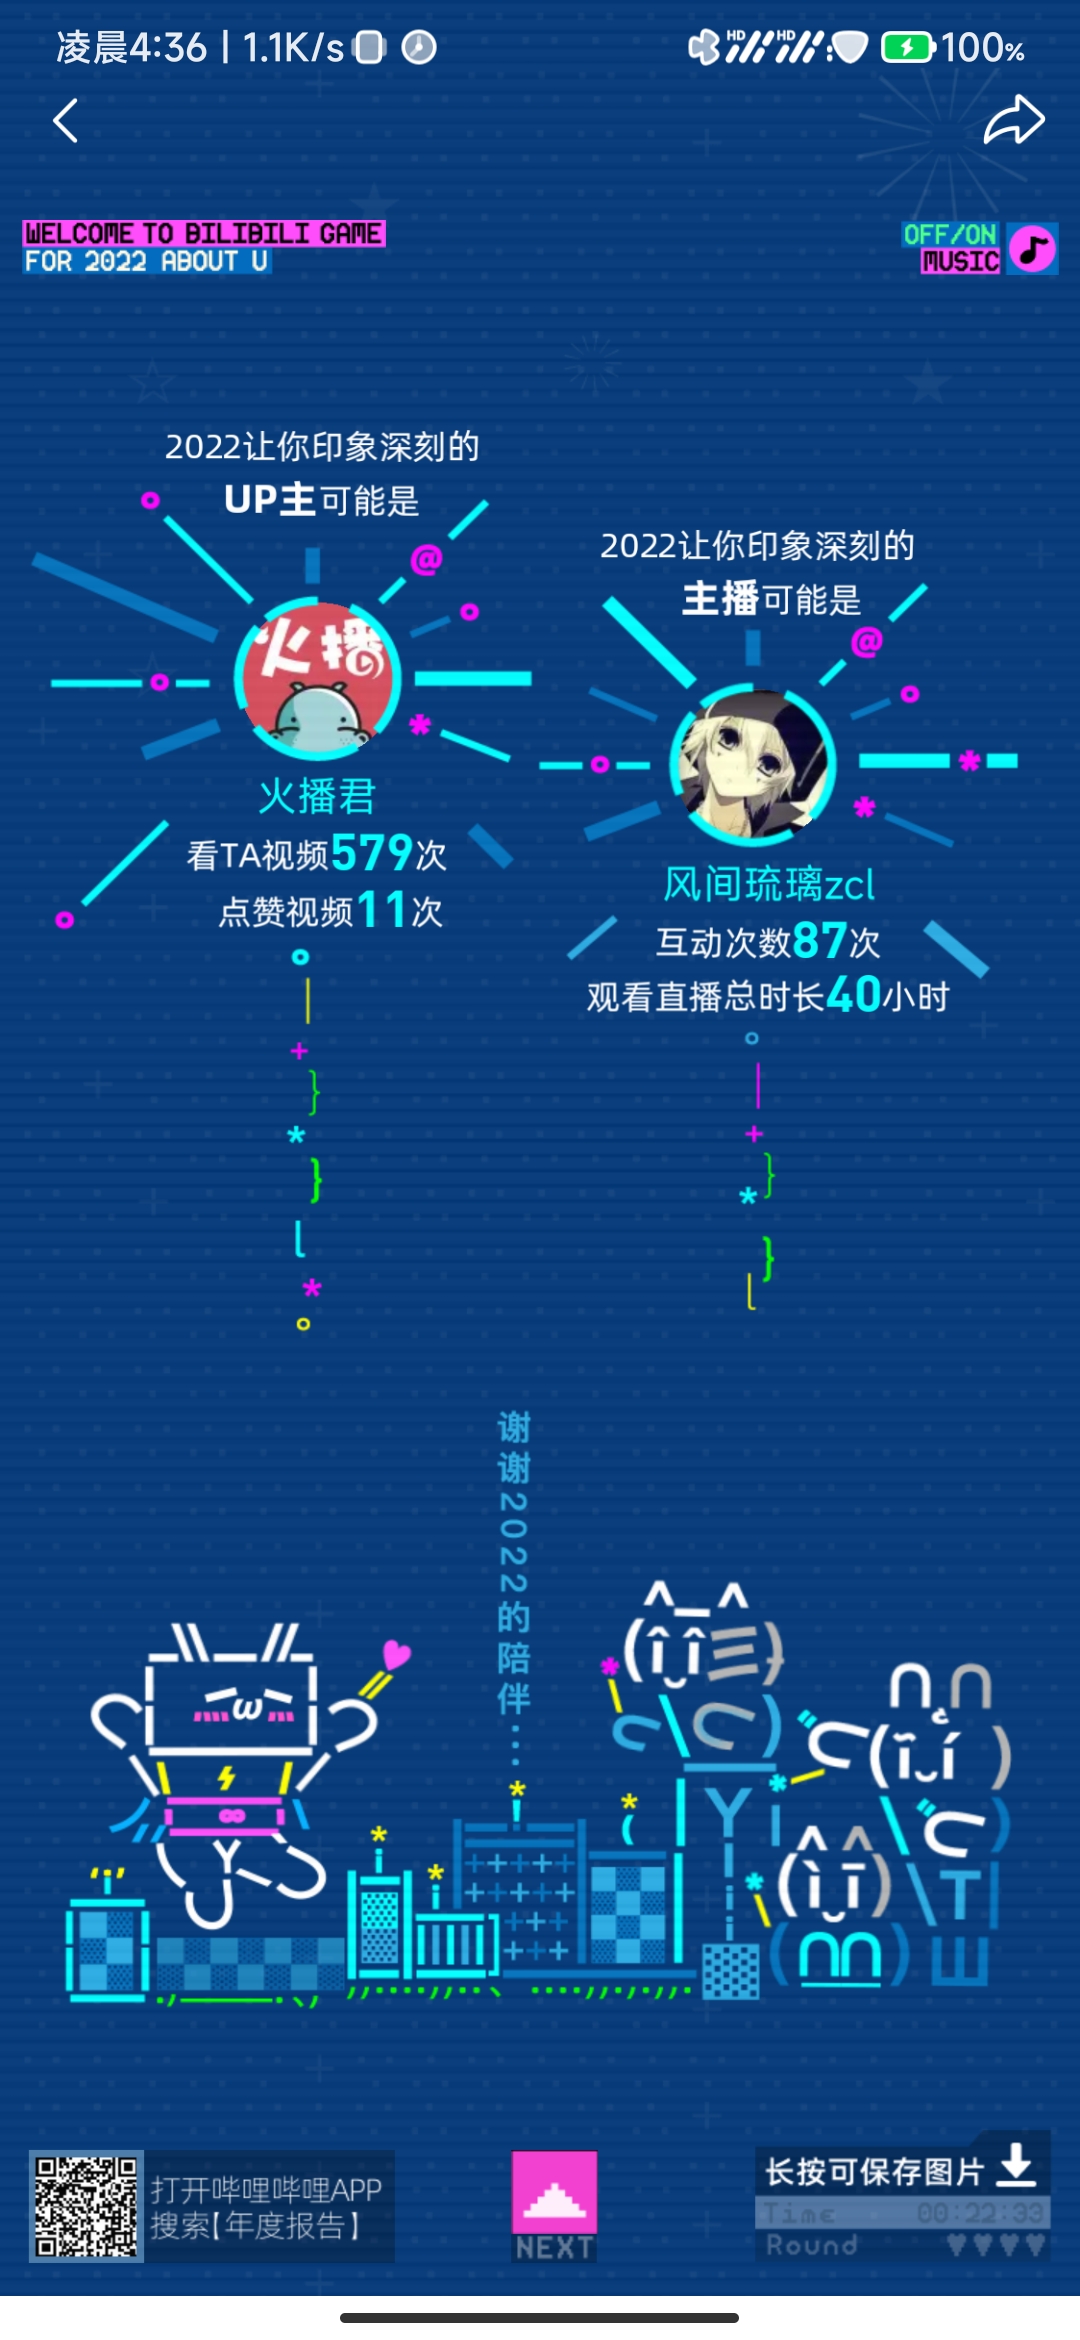 凌晨4:36 | 1.1K/s
HD HD 100%
WELCOME TO BILIBILI GAME
FOR 2022 ABOUT U
OFF/ON
MUSIC
2022让你印象深刻的
UP主可能是
火播
火播君
看TA视频579次
点赞视频11次
2022让你印象深刻的
主播可能是
风间琉璃zcl
互动次数87次
观看直播总时长40小时
谢谢2022的陪伴...
打开哔哩哔哩APP
搜索【年度报告】
NEXT
长按可保存图片
Time 00:22:33
Round